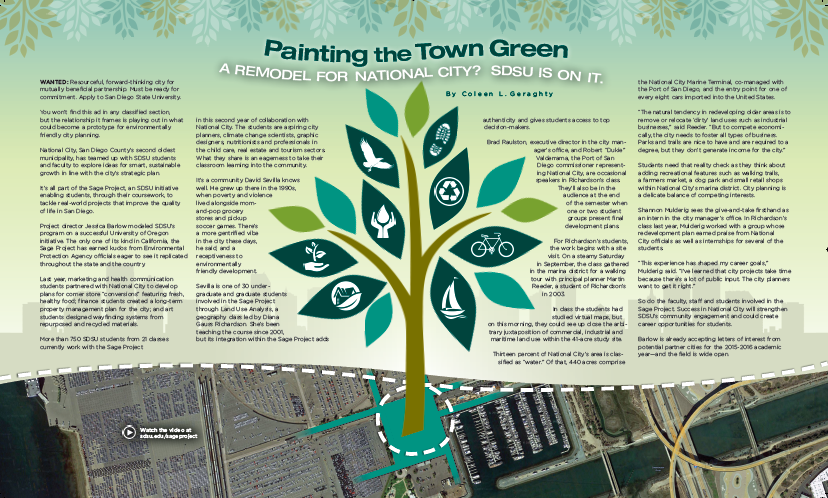 Painting the Town Green
A REMODEL FOR NATIONAL CITY? SDSU IS ON IT.
By Coleen L. Geraghty
WANTED: Resourceful, forward-thinking city for
mutually beneficial partnership. Must be ready for
commitment. Apply to San Diego State University.
You won't find this ad in any classified section,
but the relationship it frames is playing out in what
could become a prototype for environmentally
friendly city planning.
National City, San Diego County's second oldest
municipality, has teamed up with SDSU students
and faculty to explore ideas for smart, sustainable
growth in line with the city's strategic plan.
It's all part of the Sage Project, an SDSU initiative
enabling students, through their coursework, to
tackle real-world projects that improve the quality
of life in San Diego.
Project director Jessica Barlow modeled SDSU's
program on a successful University of Oregon
initiative. The only one of its kind in California, the
Sage Project has earned kudos from Environmental
Protection Agency officials eager to see it replicated
throughout the state and the country.
Last year, marketing and health communication
students partnered with National City to develop
plans for corner store "conversions" featuring fresh,
healthy food; finance students created a long-term
property management plan for the city; and art
students designed wayfinding systems from
repurposed and recycled materials.
More than 750 SDSU students from 21 classes
currently work with the Sage Project
in this second year of collaboration with
National City. The students are aspiring city
planners, climate change scientists, graphic
designers, nutritionists and professionals in
the child care, real estate and tourism sectors.
What they share is an eagerness to take their
classroom learning into the community.
It's a community David Sevilla knows
well. He grew up there in the 1990s,
when poverty and violence
lived alongside mom-
and-pop grocery
stores and pickup
soccer games. There's
a more gentrified vibe
in the city these days,
he said, and a
receptiveness to
environmentally
friendly development.
Sevilla is one of 30 under-
graduate and graduate students
involved in the Sage Project
through Land Use Analysis, a
geography class led by Diana
Gauss Richardson. She's been
teaching the course since 2001,
but its integration within the Sage Project adds
authenticity and gives students access to top
decision-makers.
Brad Raulston, executive director in the city man-
ager's office, and Robert "Dukie"
Valderrama, the Port of San
Diego commissioner represent-
ing National City, are occasional
speakers in Richardson's class.
They'll also be in the
audience at the end
of the semester when
one or two student
groups present final
development plans.
For Richardson's students,
the work begins with a site
visit. On a steamy Saturday
in September, the class gathered
in the marina district for a walking
tour with principal planner Martin
Reeder, a student of Richardson's
in 2003.
In class the students had
studied virtual maps, but
on this morning, they could see up close the arbi-
trary juxtaposition of commercial, industrial and
maritime land use within the 41-acre study site.
Thirteen percent of National City's area is clas-
sified as "water." Of that, 440 acres comprise
the National City Marine Terminal, co-managed with
the Port of San Diego, and the entry point for one of
every eight cars imported into the United States.
"The natural tendency in redeveloping older areas is to
remove or relocate 'dirty' land uses such as industrial
businesses," said Reeder. "But to compete economi-
cally, the city needs to foster all types of business.
Parks and trails are nice to have and are required to a
degree, but they don't generate income for the city."
Students need that reality check as they think about
adding recreational features such as walking trails,
a farmers market, a dog park and small retail shops
within National City's marina district. City planning is
a delicate balance of competing interests.
Shannon Mulderig sees the give-and-take firsthand as
an intern in the city manager's office. In Richardson's
class last year, Mulderig worked with a group whose
redevelopment plan earned praise from National
City officials as well as internships for several of the
students.
"This experience has shaped my career goals,"
Mulderig said. "I've learned that city projects take time
because there's a lot of public input. The city planners
want to get it right."
So do the faculty, staff and students involved in the
Sage Project. Success in National City will strengthen
SDSU's community engagement and could create
career opportunities for students.
Barlow is already accepting letters of interest from
potential partner cities for the 2015-2016 academic
year—and the field is wide open.
Watch the video at
sdsu.edu/sageproject